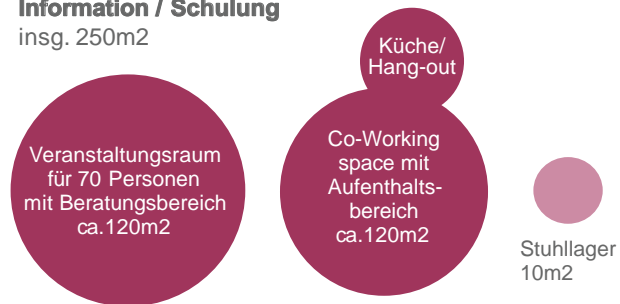 Information / Schulung
insg. 250m2
Küche/
Hang-out
Veranstaltungsraum
für 70 Personen
mit Beratungsbereich
ca.120m2
Co-Working
space mit
Aufenthalts-
bereich
ca.120m2
Stuhllager
10m2